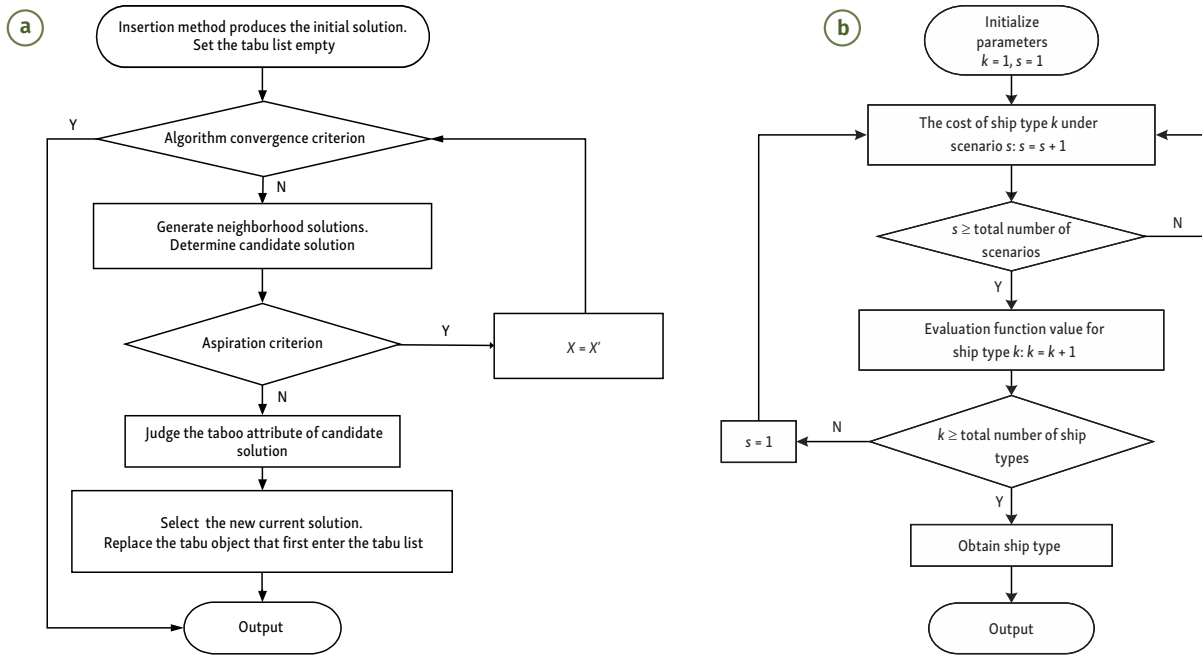 a
Insertion method produces the initial solution.
Set the tabu list empty
Y
Algorithm convergence criterion
N
Generate neighborhood solutions.
Determine candidate solution
Aspiration criterion
Y
X = X'
N
Judge the taboo attribute of candidate
solution
Select the new current solution.
Replace the tabu object that first enter the tabu list
Output
b
Initialize
parameters
k = 1, s = 1
The cost of ship type k under
scenario s: s = s + 1
s ≥ total number of
scenarios
N
Y
Evaluation function value for
ship type k: k = k + 1
k ≥ total number of ship
types
N
s = 1
Y
Obtain ship type
Output